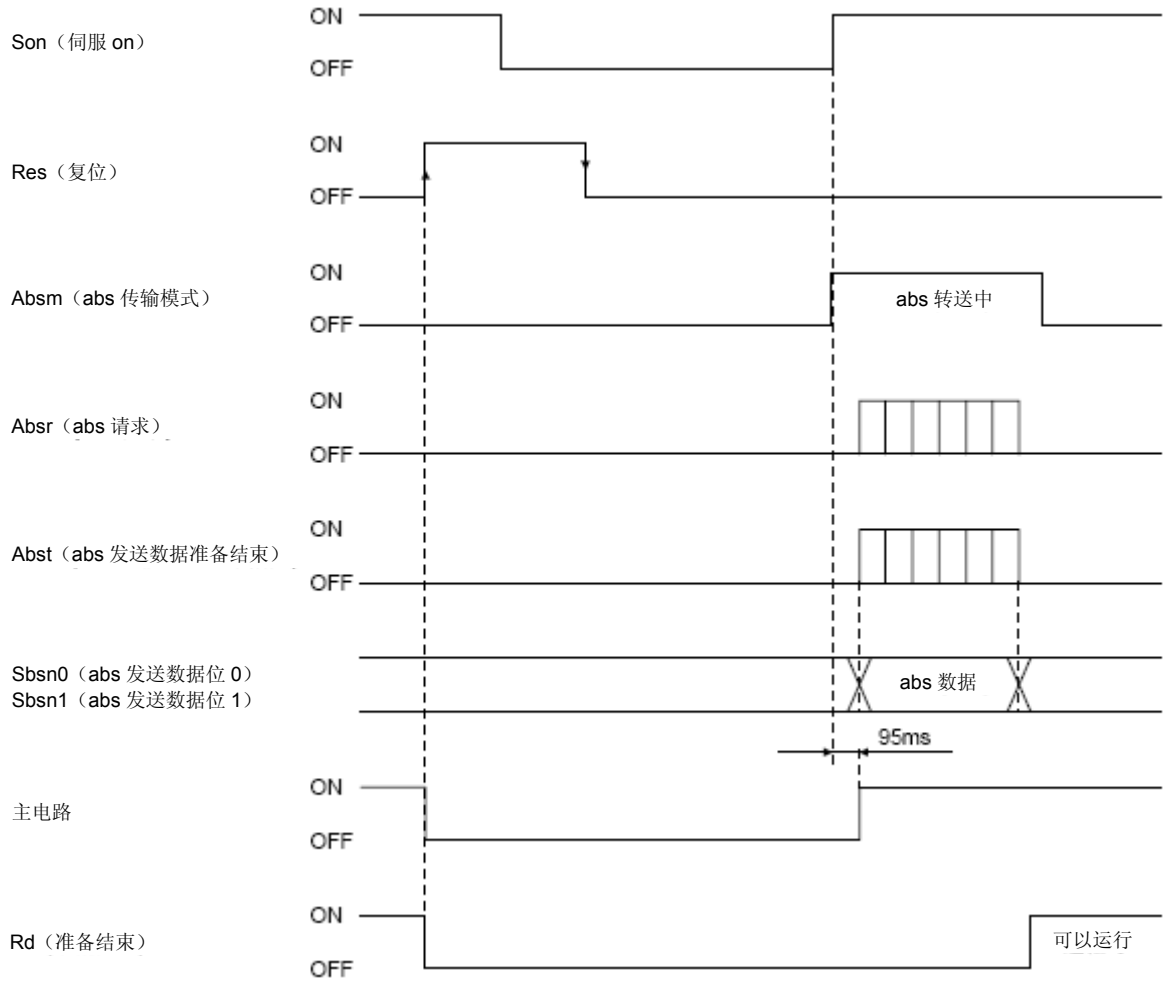 Son（伺服 on）
ON
OFF
Res（复位）
ON
OFF
Absm（abs 传输模式）
ON
OFF
abs 转送中
Absr（abs 请求）
ON
OFF
Abst（abs 发送数据准备结束）
ON
OFF
Sbsn0（abs 发送数据位 0）
Sbsn1（abs 发送数据位 1）
abs 数据
95ms
主电路
ON
OFF
Rd（准备结束）
ON
OFF
可以运行